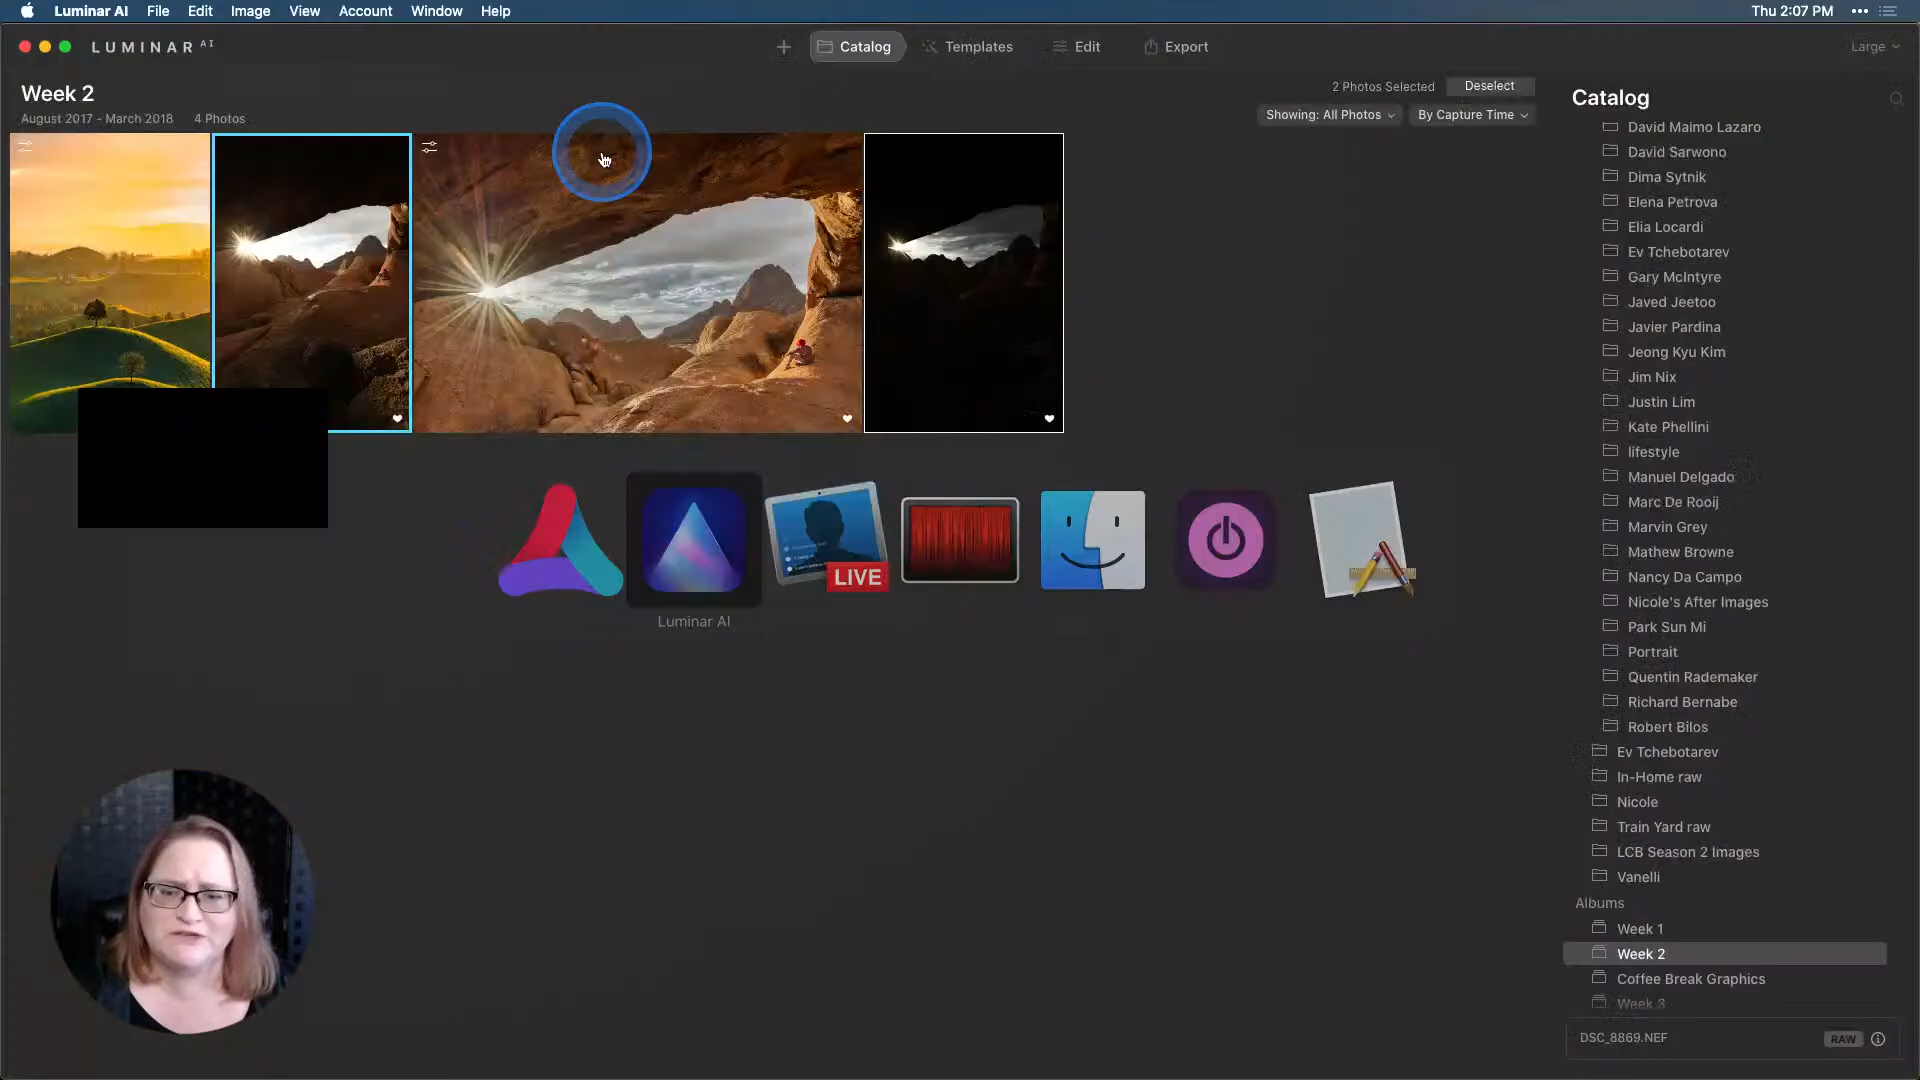 Luminar AI File Edit Image View Account Window Help Thu 2:07 PM
LUMINAR AI
Catalog Templates Edit Export Large
Week 2
August 2017 - March 2018 4 Photos
2 Photos Selected Deselect
Showing: All Photos By Capture Time
LIVE
Luminar AI
Catalog
David Maimo Lazaro
David Sarwono
Dima Sytnik
Elena Petrova
Elia Locardi
Ev Tchebotarev
Gary McIntyre
Javed Jeetoo
Javier Pardina
Jeong Kyu Kim
Jim Nix
Justin Lim
Kate Phellini
lifestyle
Manuel Delgado
Marc De Rooij
Marvin Grey
Mathew Browne
Nancy Da Campo
Nicole's After Images
Park Sun Mi
Portrait
Quentin Rademaker
Richard Bernabe
Robert Bilos
Ev Tchebotarev
In-Home raw
Nicole
Train Yard raw
LCB Season 2 Images
Vanelli
Albums
Week 1
Week 2
Coffee Break Graphics
Week 3
DSC_8869.NEF RAW